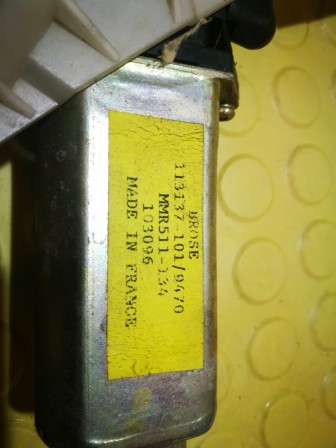 BROSE
113137-101/9470
MMR511-134
103096
MADE IN FRANCE